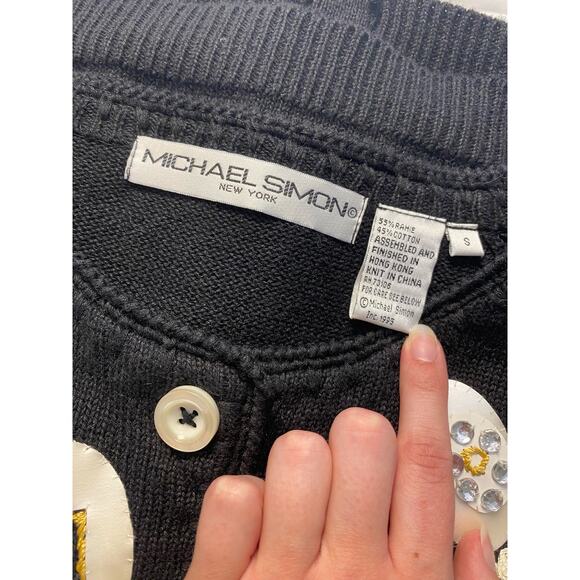 MICHAEL SIMON©
NEW YORK
55% RAMIE
45% COTTON
ASSEMBLED AND
FINISHED IN
HONG KONG
KNIT IN CHINA
RN 73108
FOR CARE SEE BELOW
© Michael Simon
Inc 1995
S